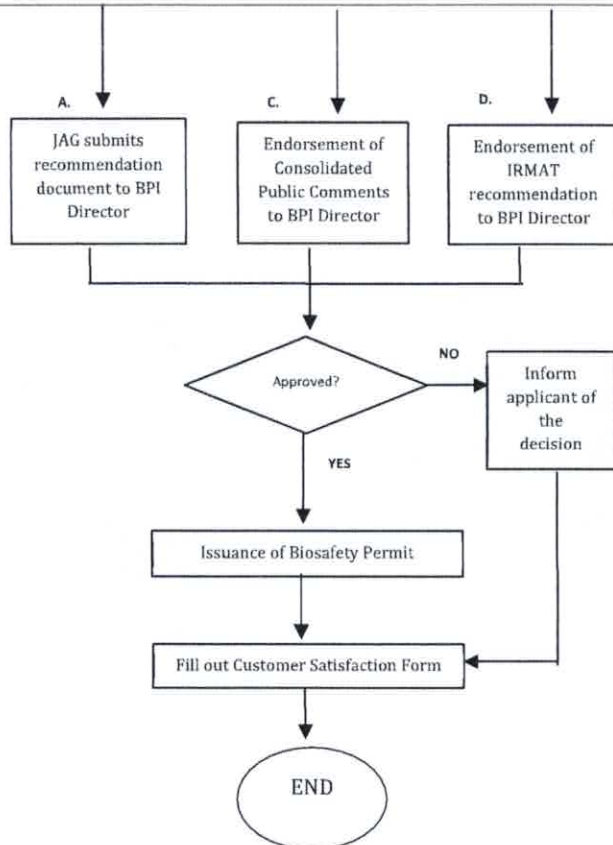 A.
JAG submits
recommendation
document to BPI
Director
C.
Endorsement of
Consolidated
Public Comments
to BPI Director
D.
Endorsement of
IRMAT
recommendation
to BPI Director
Approved?
NO
Inform
applicant of
the
decision
YES
Issuance of Biosafety Permit
Fill out Customer Satisfaction Form
END